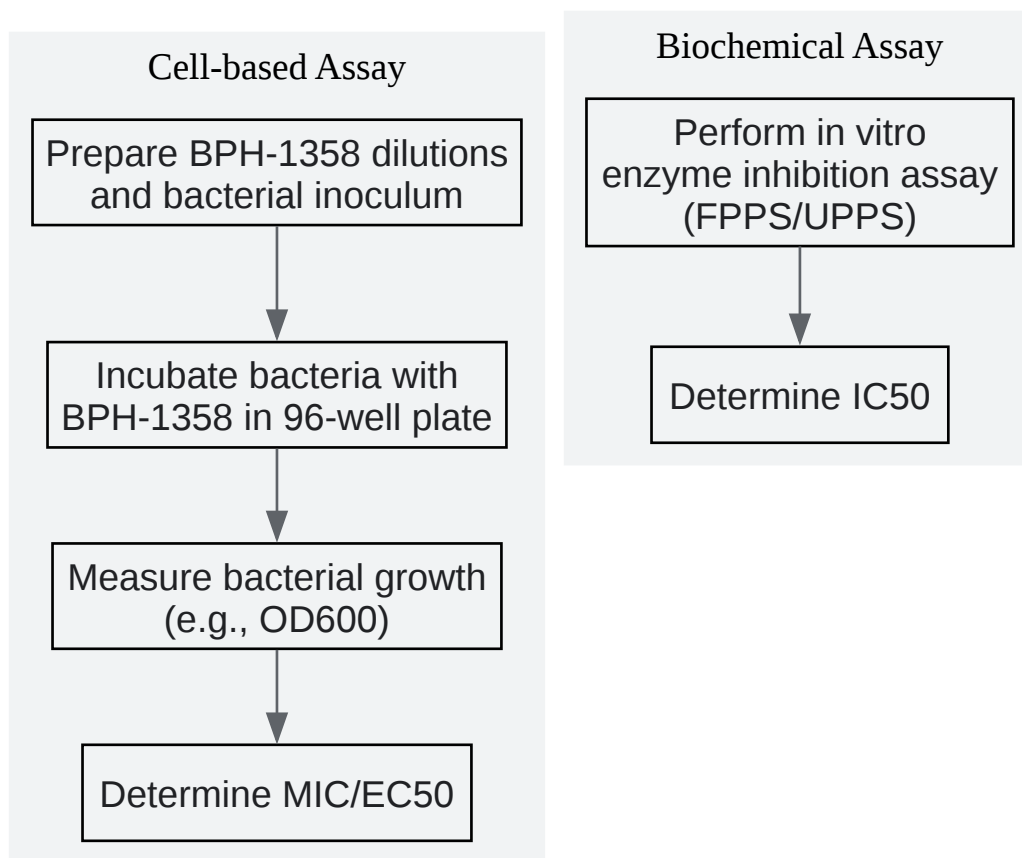 Cell-based Assay
Prepare BPH-1358 dilutions
and bacterial inoculum
Incubate bacteria with
BPH-1358 in 96-well plate
Measure bacterial growth
(e.g., OD600)
Determine MIC/EC50
Biochemical Assay
Perform in vitro
enzyme inhibition assay
(FPPS/UPPS)
Determine IC50